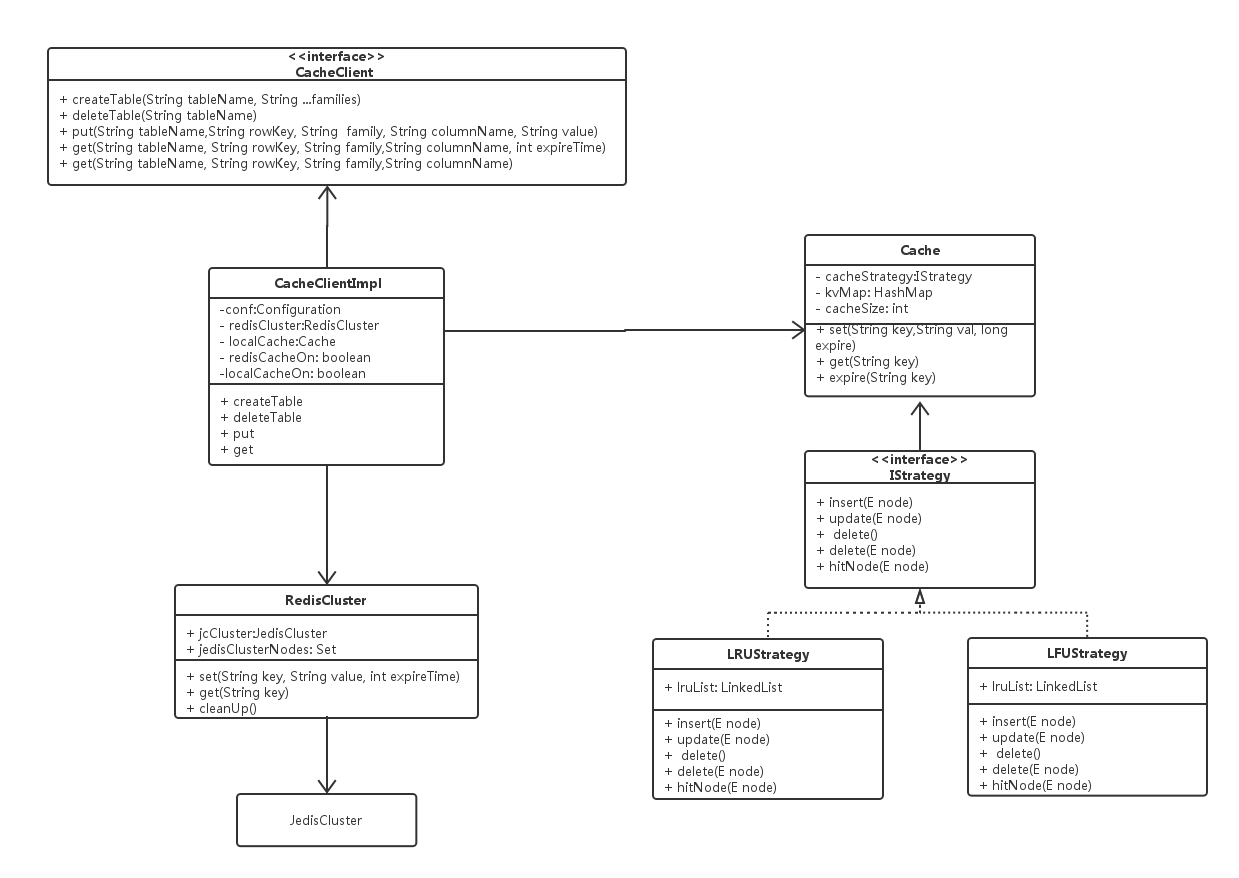 <<interface>>
CacheClient
+ createTable(String tableName, String ...families)
+ deleteTable(String tableName)
+ put(String tableName,String rowKey, String  family, String columnName, String value)
+ get(String tableName, String rowKey, String family,String columnName, int expireTime)
+ get(String tableName, String rowKey, String family,String columnName)
CacheClientImpl
-conf:Configuration
- redisCluster:RedisCluster
- localCache:Cache
- redisCacheOn: boolean
-localCacheOn: boolean
+ createTable
+ deleteTable
+ put
+ get
Cache
- cacheStrategy:IStrategy
- kvMap: HashMap
- cacheSize: int
+ set(String key,String val, long
expire)
+ get(String key)
+ expire(String key)
<<interface>>
IStrategy
+ insert(E node)
+ update(E node)
+  delete()
+ delete(E node)
+ hitNode(E node)
RedisCluster
+ jcCluster:JedisCluster
+ jedisClusterNodes: Set
+ set(String key, String value, int expireTime)
+ get(String key)
+ cleanUp()
LRUStrategy
+ lruList: LinkedList
+ insert(E node)
+ update(E node)
+  delete()
+ delete(E node)
+ hitNode(E node)
LFUStrategy
+ lruList: LinkedList
+ insert(E node)
+ update(E node)
+  delete()
+ delete(E node)
+ hitNode(E node)
JedisCluster